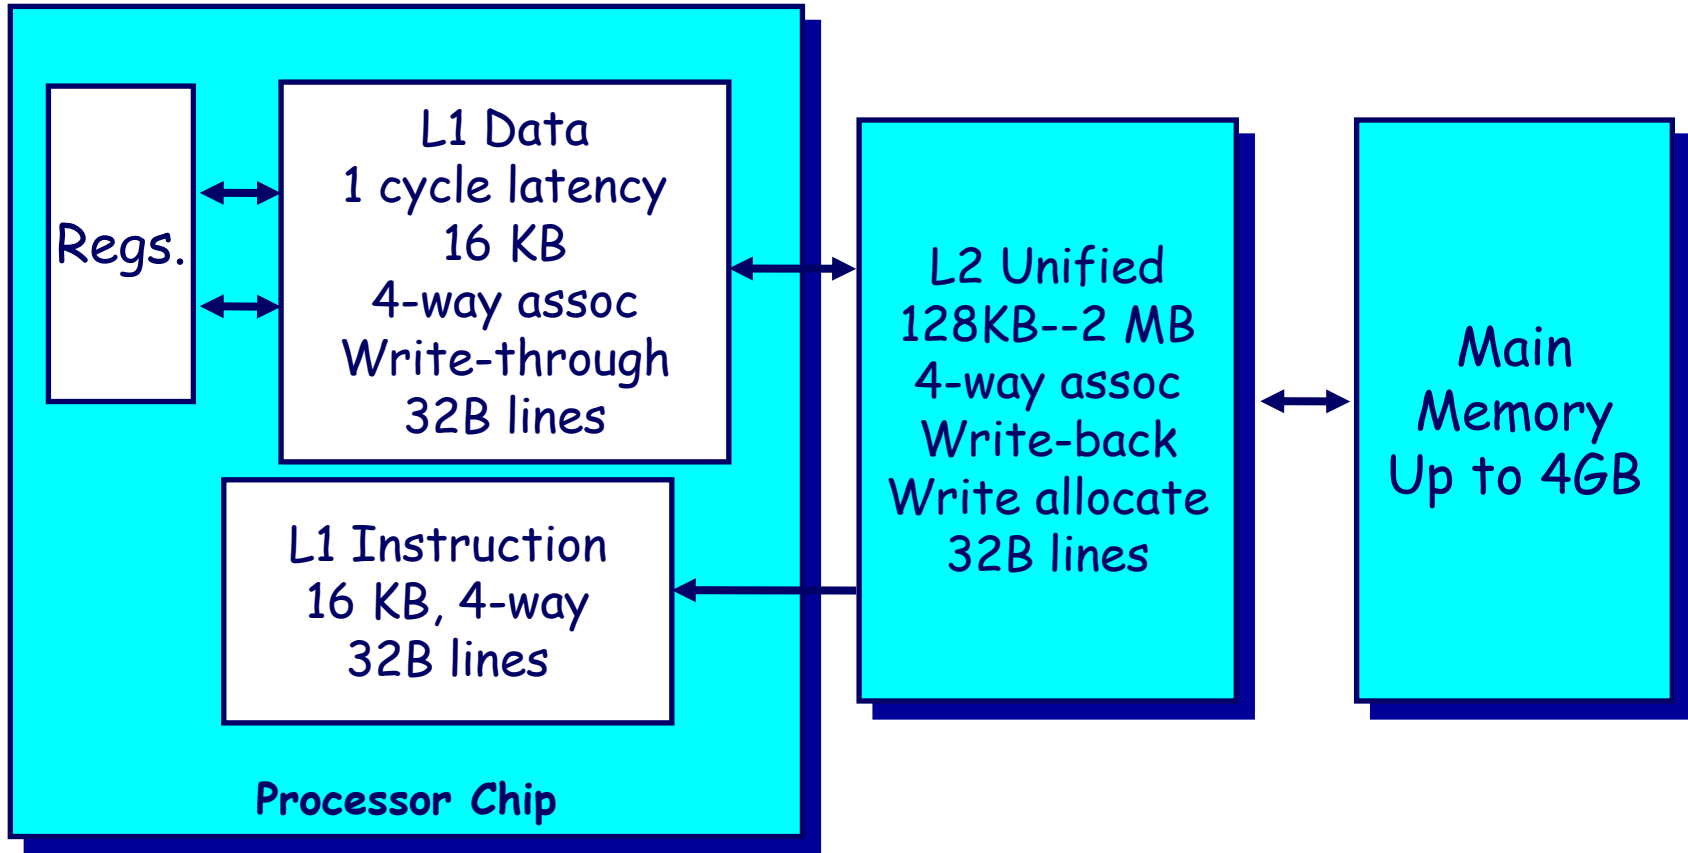 Regs.
L1 Data
1 cycle latency
16 KB
4-way assoc
Write-through
32B lines
L1 Instruction
16 KB, 4-way
32B lines
Processor Chip
L2 Unified
128KB--2 MB
4-way assoc
Write-back
Write allocate
32B lines
Main
Memory
Up to 4GB